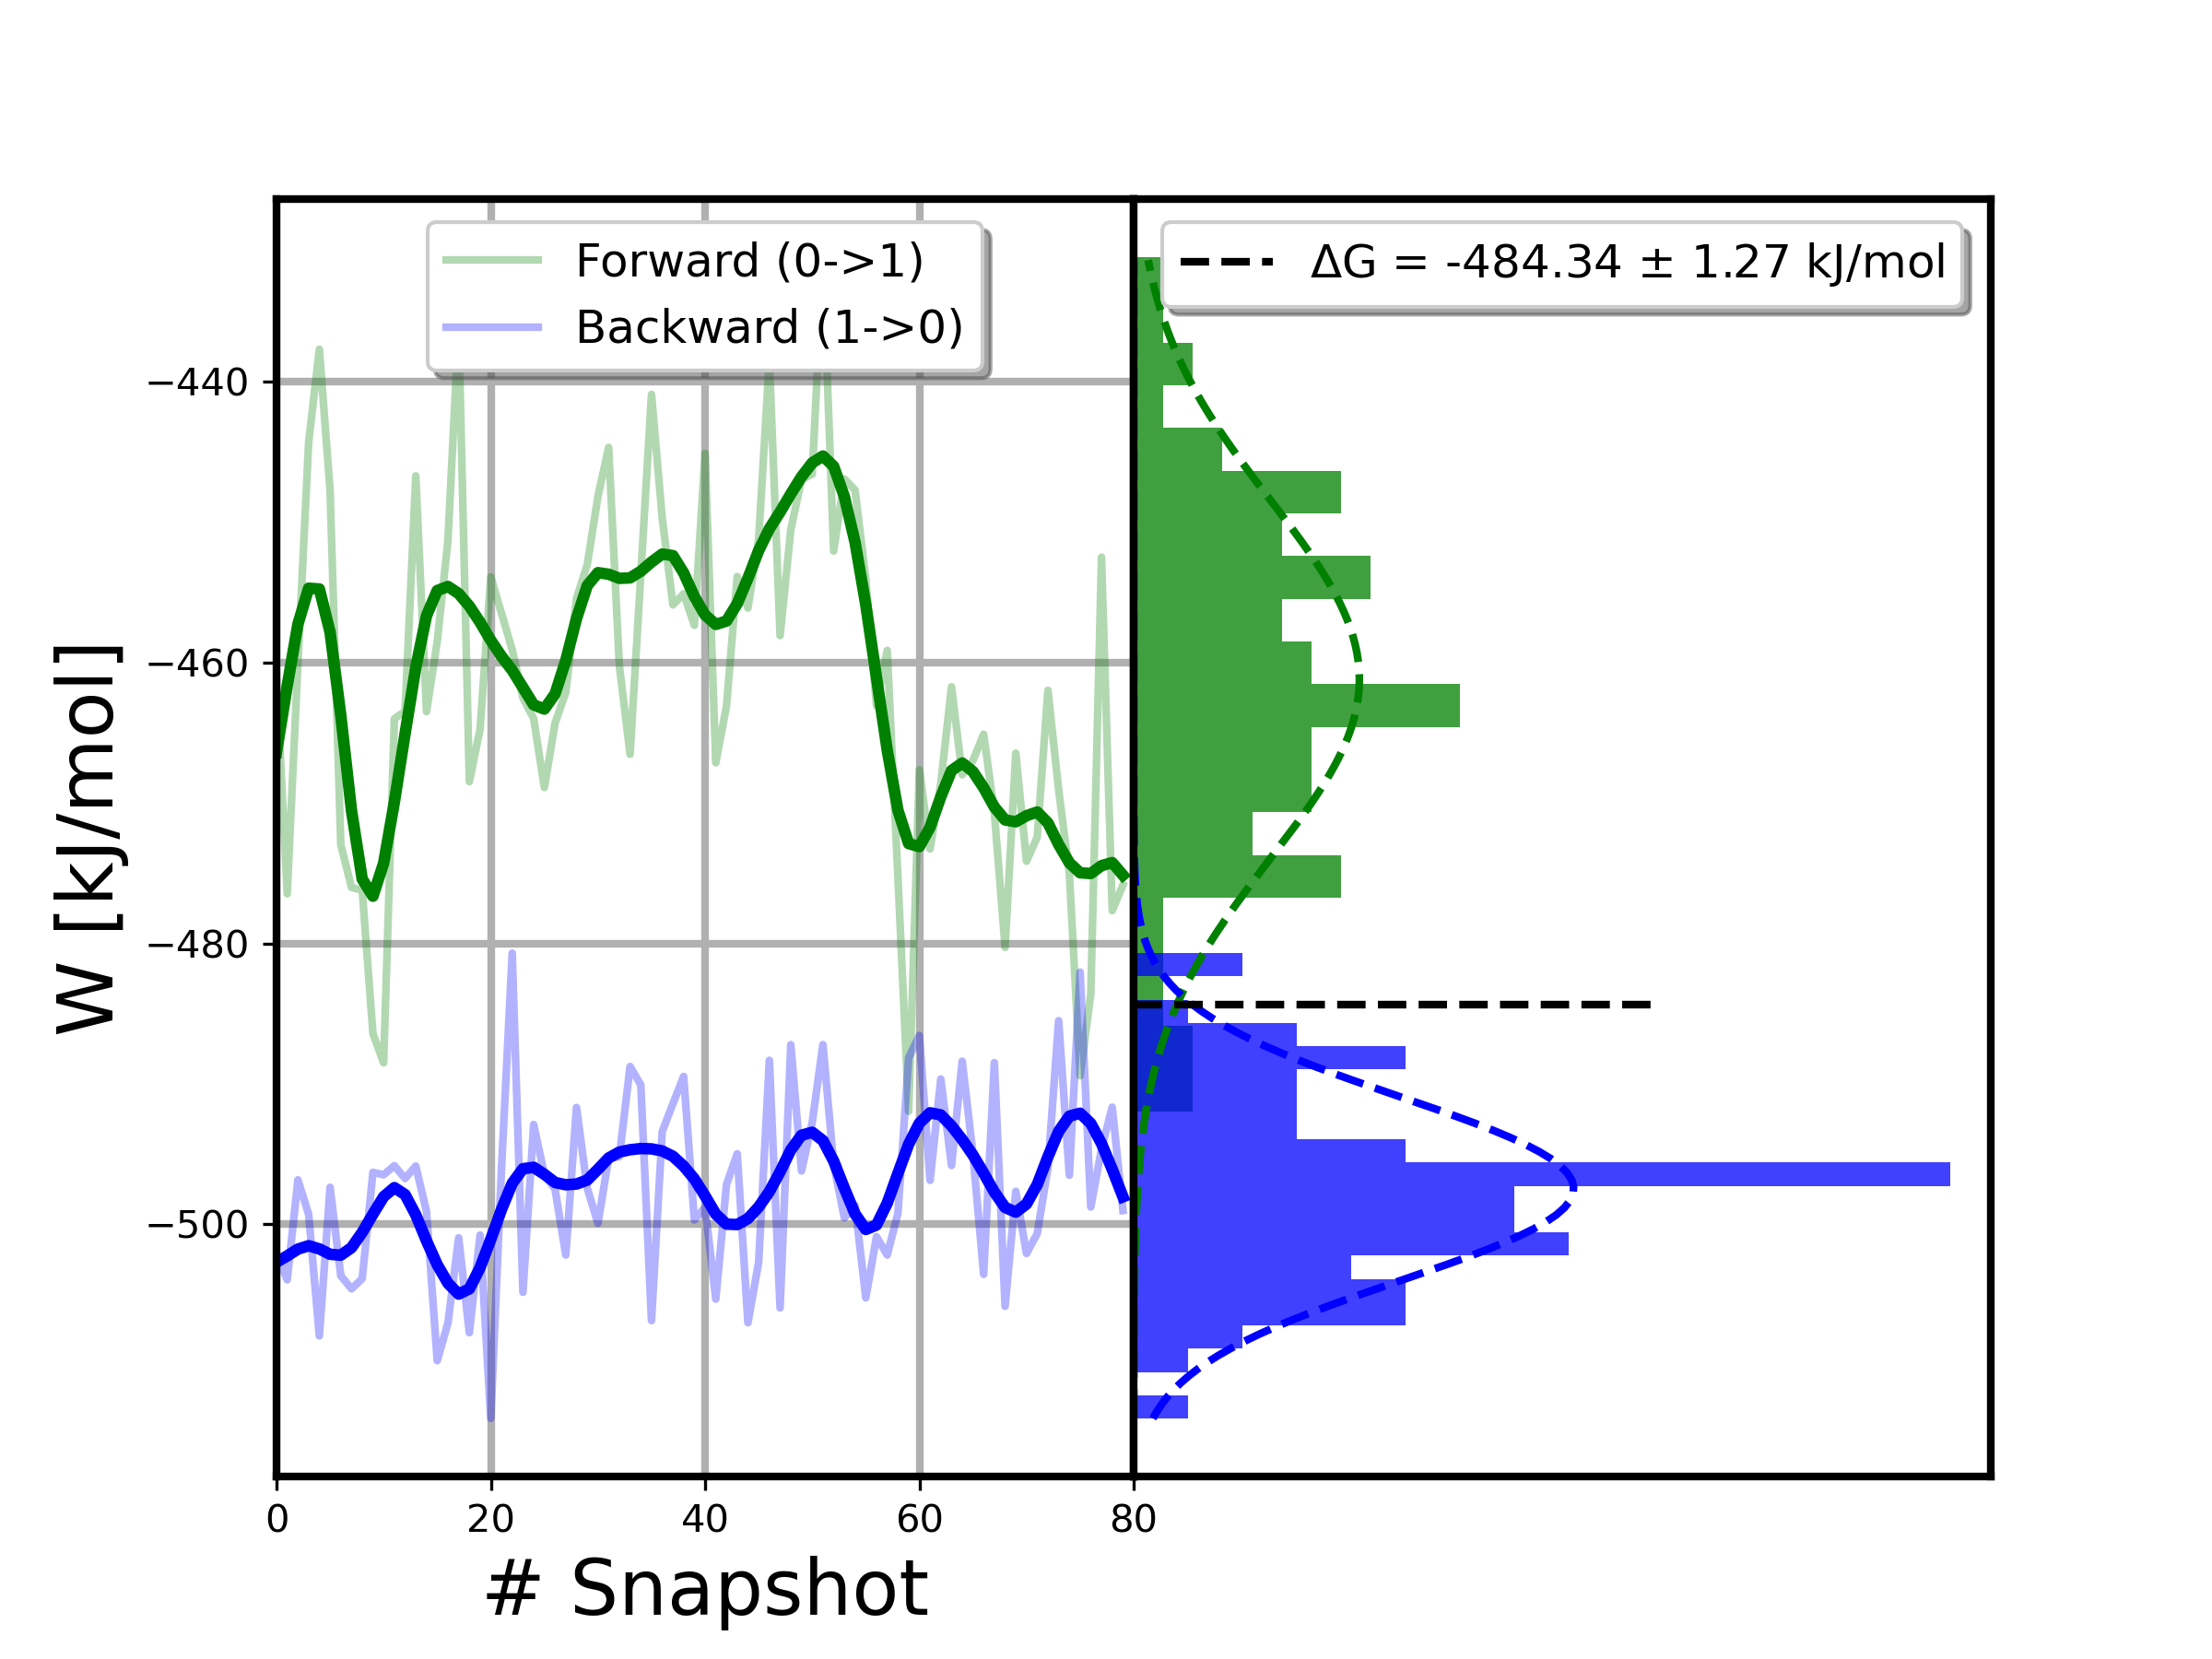 Forward (0->1)
Backward (1->0)
ΔG = -484.34 ± 1.27 kJ/mol
−440
−460
−480
−500
W [kJ/mol]
0 20 40 60 80
# Snapshot